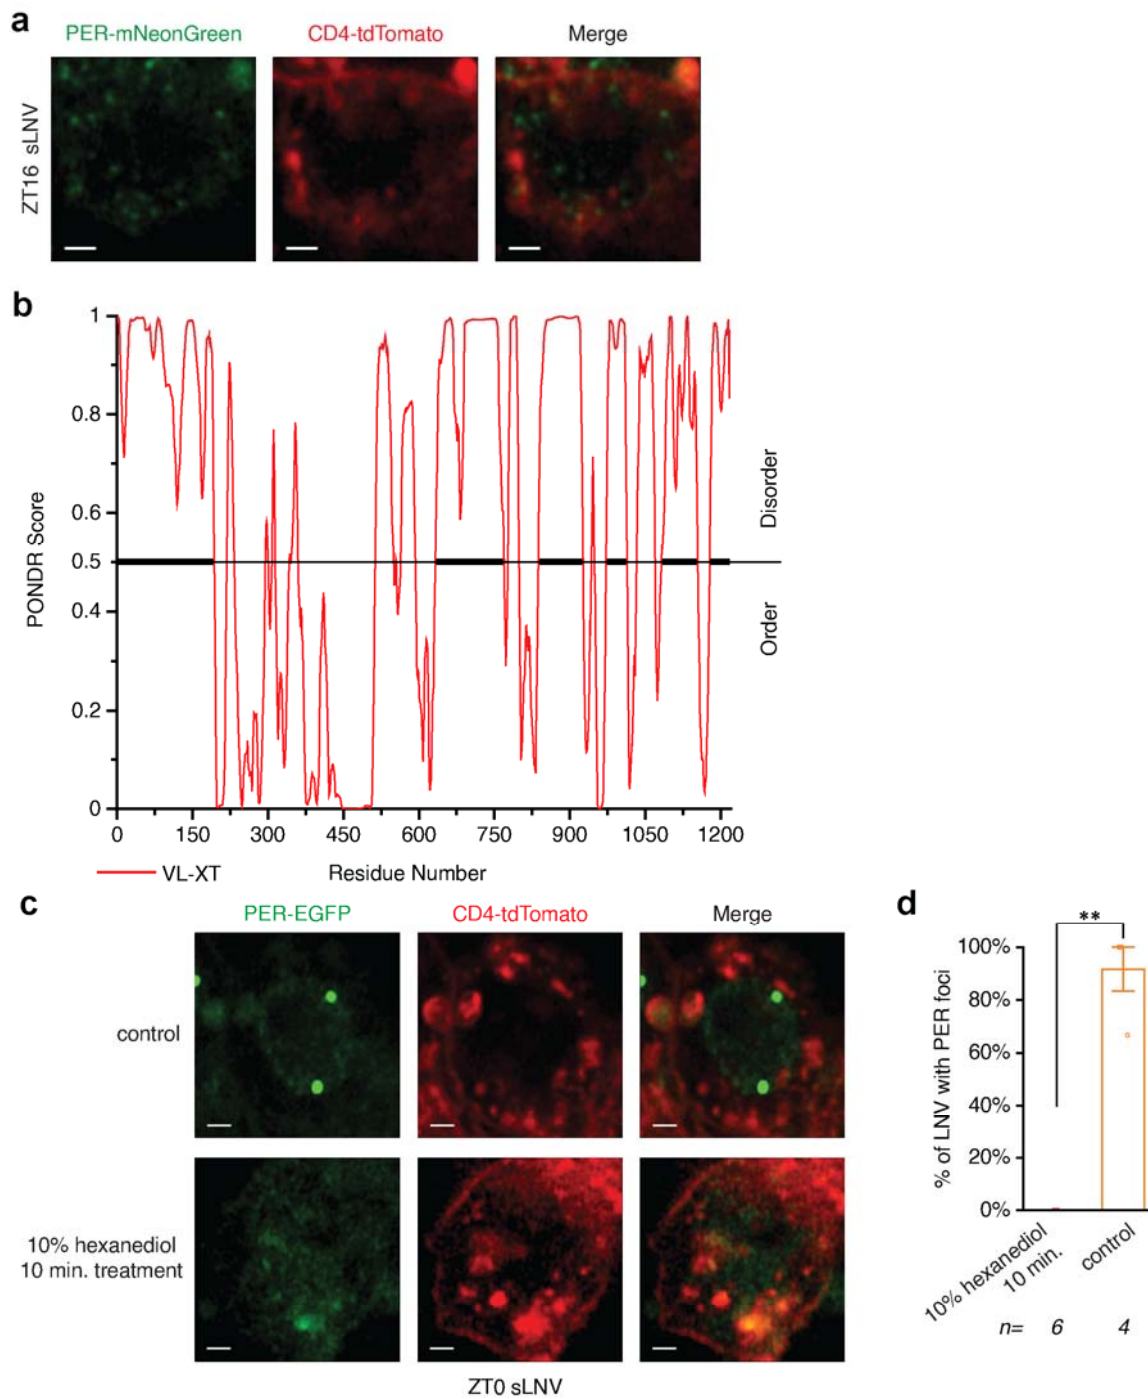 a
PER-mNeonGreen CD4-tdTomato Merge
ZT16 sLNV
b
PONDR Score
1
0.8
0.6
0.5
0.4
0.2
0
Disorder
Order
0 150 300 450 600 750 900 1050 1200
VL-XT Residue Number
c
PER-EGFP CD4-tdTomato Merge
control
10% hexanediol
10 min. treatment
ZT0 sLNV
d
**
% of LNV with PER foci
100%
80%
60%
40%
20%
0%
10% hexanediol
10 min.
control
n= 6 4